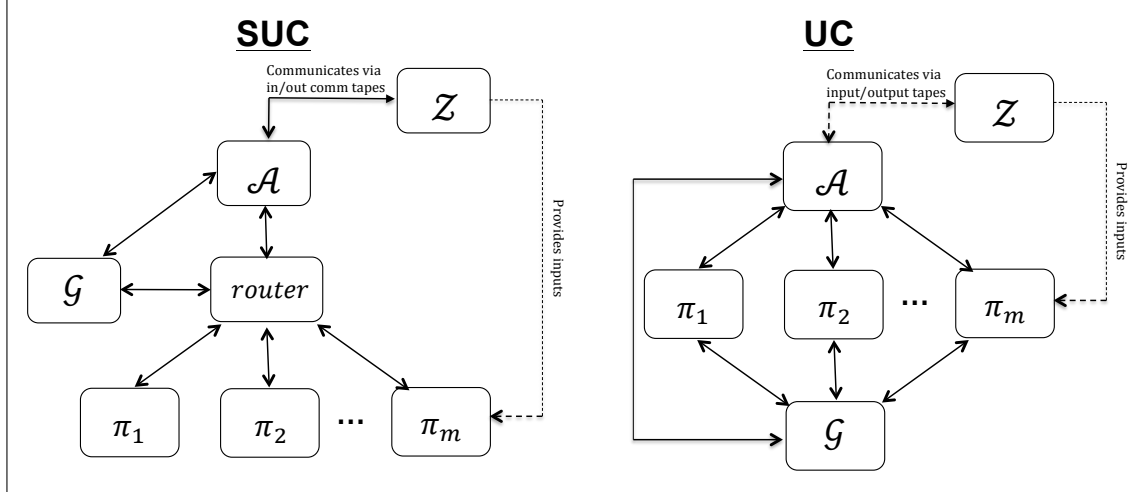 SUC
Communicates via
in/out comm tapes
𝒵
𝒜
Provides inputs
𝒢
router
π₁
π₂
...
πₘ
UC
Communicates via
input/output tapes
𝒵
𝒜
Provides inputs
π₁
π₂
...
πₘ
𝒢